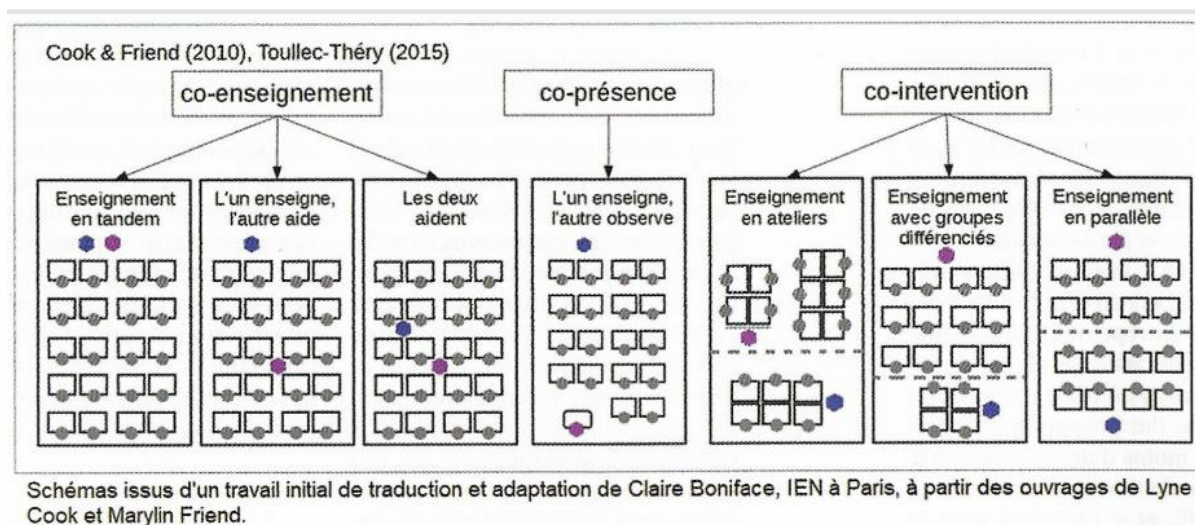 Cook & Friend (2010), Toullec-Théry (2015)
co-enseignement
co-présence
co-intervention
Enseignement
en tandem
L'un enseigne,
l'autre aide
Les deux
aident
L'un enseigne,
l'autre observe
Enseignement
en ateliers
Enseignement
avec groupes
différenciés
Enseignement
en parallèle
Schémas issus d'un travail initial de traduction et adaptation de Claire Boniface, IEN à Paris, à partir des ouvrages de Lyne
Cook et Marylin Friend.